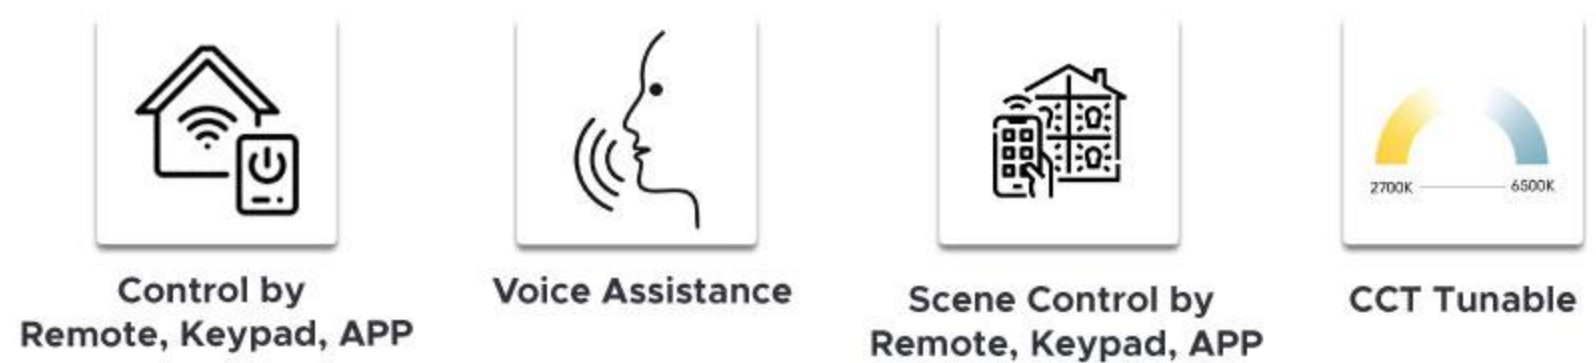 2700K
6500K
Control by
Remote, Keypad, APP
Voice Assistance
Scene Control by
Remote, Keypad, APP
CCT Tunable